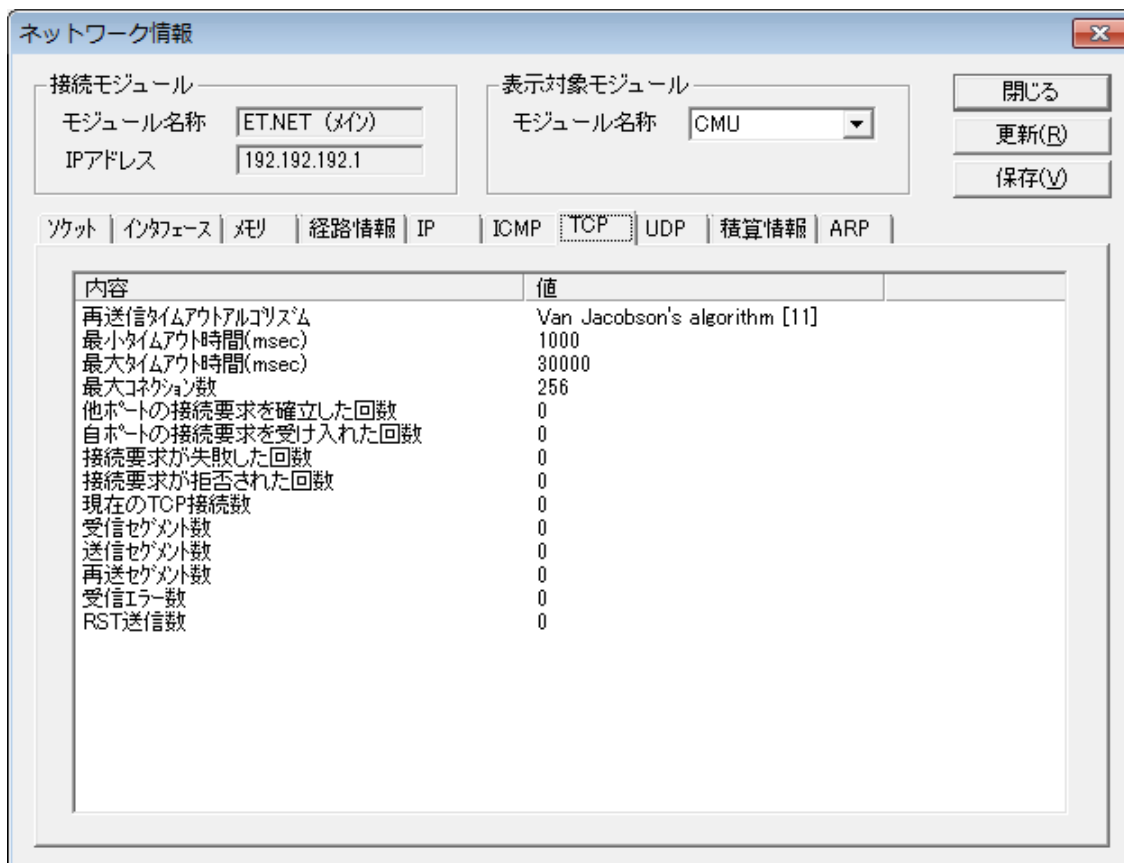 ネットワーク情報
接続モジュール
モジュール名称 ET.NET (ﾒｲﾝ)
IPアドレス 192.192.192.1
表示対象モジュール
モジュール名称 CMU
閉じる
更新(R)
保存(V)
ｿｹｯﾄ ｲﾝﾀﾌｪｰｽ ﾒﾓﾘ 経路情報 IP ICMP TCP UDP 積算情報 ARP
内容 値
再送信ﾀｲﾑｱｳﾄｱﾙｺﾞﾘｽﾞﾑ Van Jacobson's algorithm [11]
最小ﾀｲﾑｱｳﾄ時間(msec) 1000
最大ﾀｲﾑｱｳﾄ時間(msec) 30000
最大ｺﾈｸｼｮﾝ数 256
他ﾎﾟｰﾄの接続要求を確立した回数 0
自ﾎﾟｰﾄの接続要求を受け入れた回数 0
接続要求が失敗した回数 0
接続要求が拒否された回数 0
現在のTCP接続数 0
受信ｾｸﾞﾒﾝﾄ数 0
送信ｾｸﾞﾒﾝﾄ数 0
再送ｾｸﾞﾒﾝﾄ数 0
受信ｴﾗｰ数 0
RST送信数 0